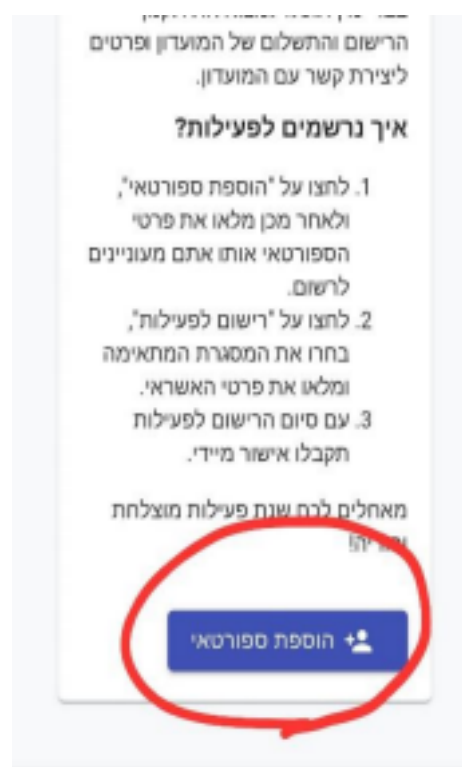 הרישום והתשלום של המועדון ופרטים
ליצירת קשר עם המועדון.
איך נרשמים לפעילות?
1. לחצו על "הוספת ספורטאי",
ולאחר מכן מלאו את פרטי
הספורטאי אותו אתם מעוניינים
לרשום.
2. לחצו על "רישום לפעילות",
בחרו את המסגרת המתאימה
ומלאו את פרטי האשראי.
3. עם סיום הרישום לפעילות
תקבלו אישור מיידי.
מאחלים לכם שנת פעילות מוצלחת
הוספת ספורטאי